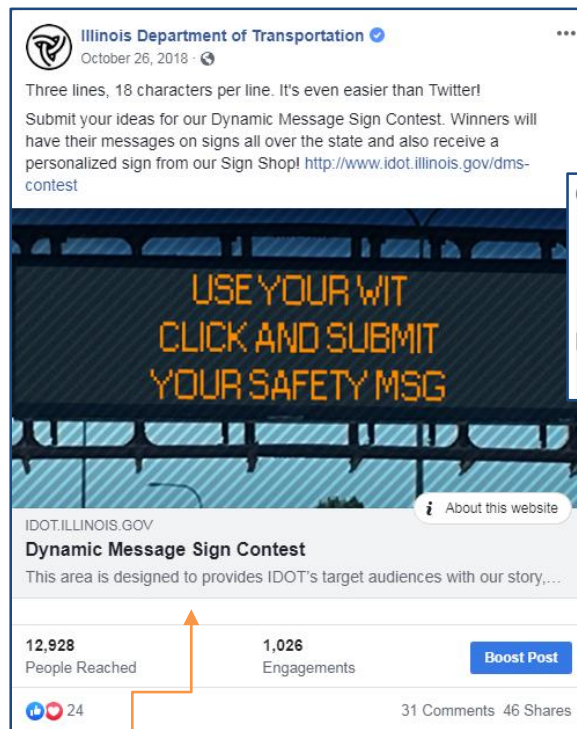 Illinois Department of Transportation
October 26, 2018 ·
Three lines, 18 characters per line. It's even easier than Twitter!
Submit your ideas for our Dynamic Message Sign Contest. Winners will
have their messages on signs all over the state and also receive a
personalized sign from our Sign Shop! http://www.idot.illinois.gov/dms-
contest
USE YOUR WIT
CLICK AND SUBMIT
YOUR SAFETY MSG
i About this website
IDOT.ILLINOIS.GOV
Dynamic Message Sign Contest
This area is designed to provides IDOT's target audiences with our story,...
12,928 1,026 Boost Post
People Reached Engagements
24 31 Comments 46 Shares